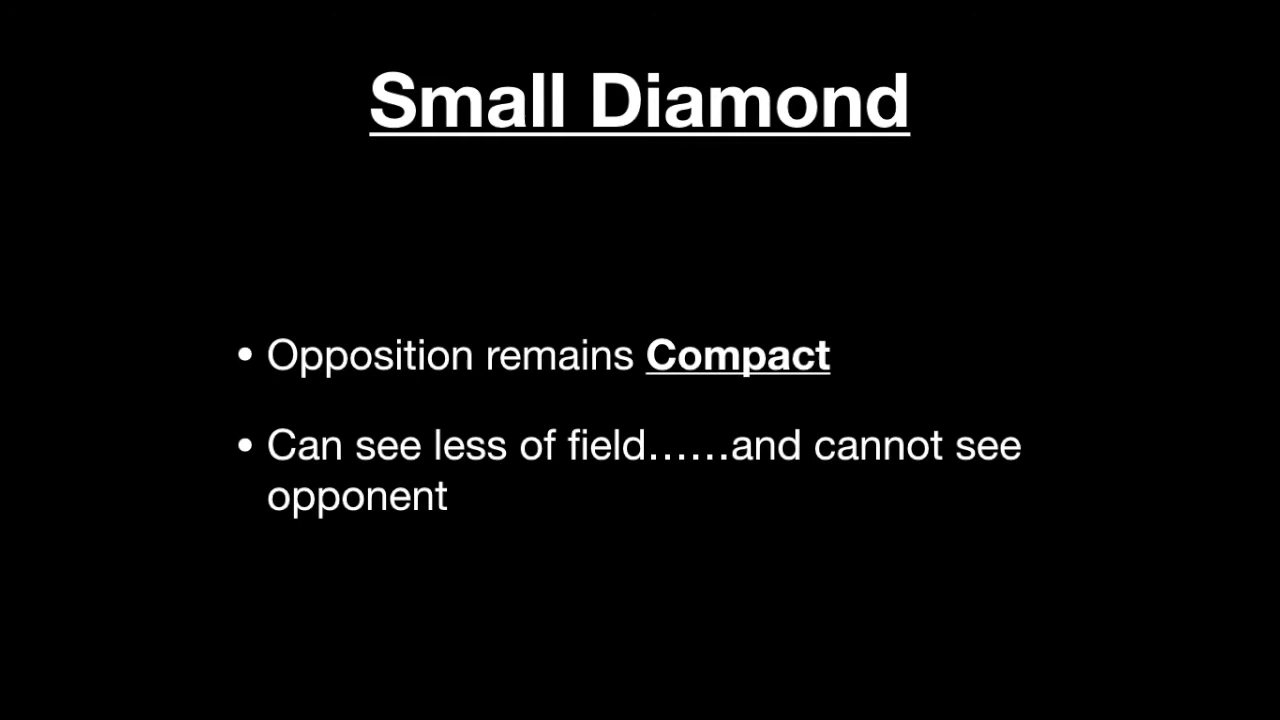 Small Diamond
• Opposition remains Compact
• Can see less of field……and cannot see
opponent